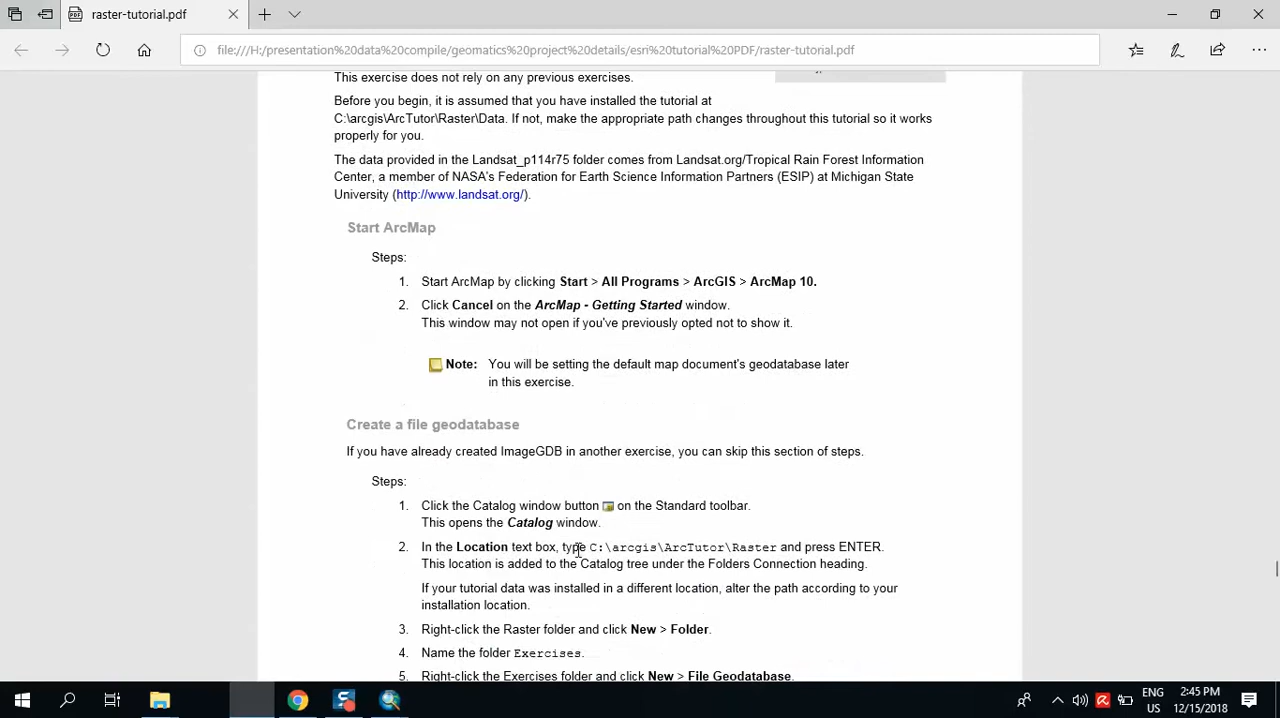 raster-tutorial.pdf
file:///H:/presentation%20data%20compile/geomatics%20project%20details/esri%20tutorial%20PDF/raster-tutorial.pdf
This exercise does not rely on any previous exercises.
Before you begin, it is assumed that you have installed the tutorial at
C:\arcgis\ArcTutor\Raster\Data. If not, make the appropriate path changes throughout this tutorial so it works
properly for you.
The data provided in the Landsat_p114r75 folder comes from Landsat.org/Tropical Rain Forest Information
Center, a member of NASA's Federation for Earth Science Information Partners (ESIP) at Michigan State
University (http://www.landsat.org/).
Start ArcMap
Steps:
1. Start ArcMap by clicking Start > All Programs > ArcGIS > ArcMap 10.
2. Click Cancel on the ArcMap - Getting Started window.
This window may not open if you've previously opted not to show it.
Note: You will be setting the default map document's geodatabase later
in this exercise.
Create a file geodatabase
If you have already created ImageGDB in another exercise, you can skip this section of steps.
Steps:
1. Click the Catalog window button on the Standard toolbar.
This opens the Catalog window.
2. In the Location text box, type C:\arcgis\ArcTutor\Raster and press ENTER.
This location is added to the Catalog tree under the Folders Connection heading.
If your tutorial data was installed in a different location, alter the path according to your
installation location.
3. Right-click the Raster folder and click New > Folder.
4. Name the folder Exercises.
5. Right-click the Exercises folder and click New > File Geodatabase.
ENG
US
2:45 PM
12/15/2018